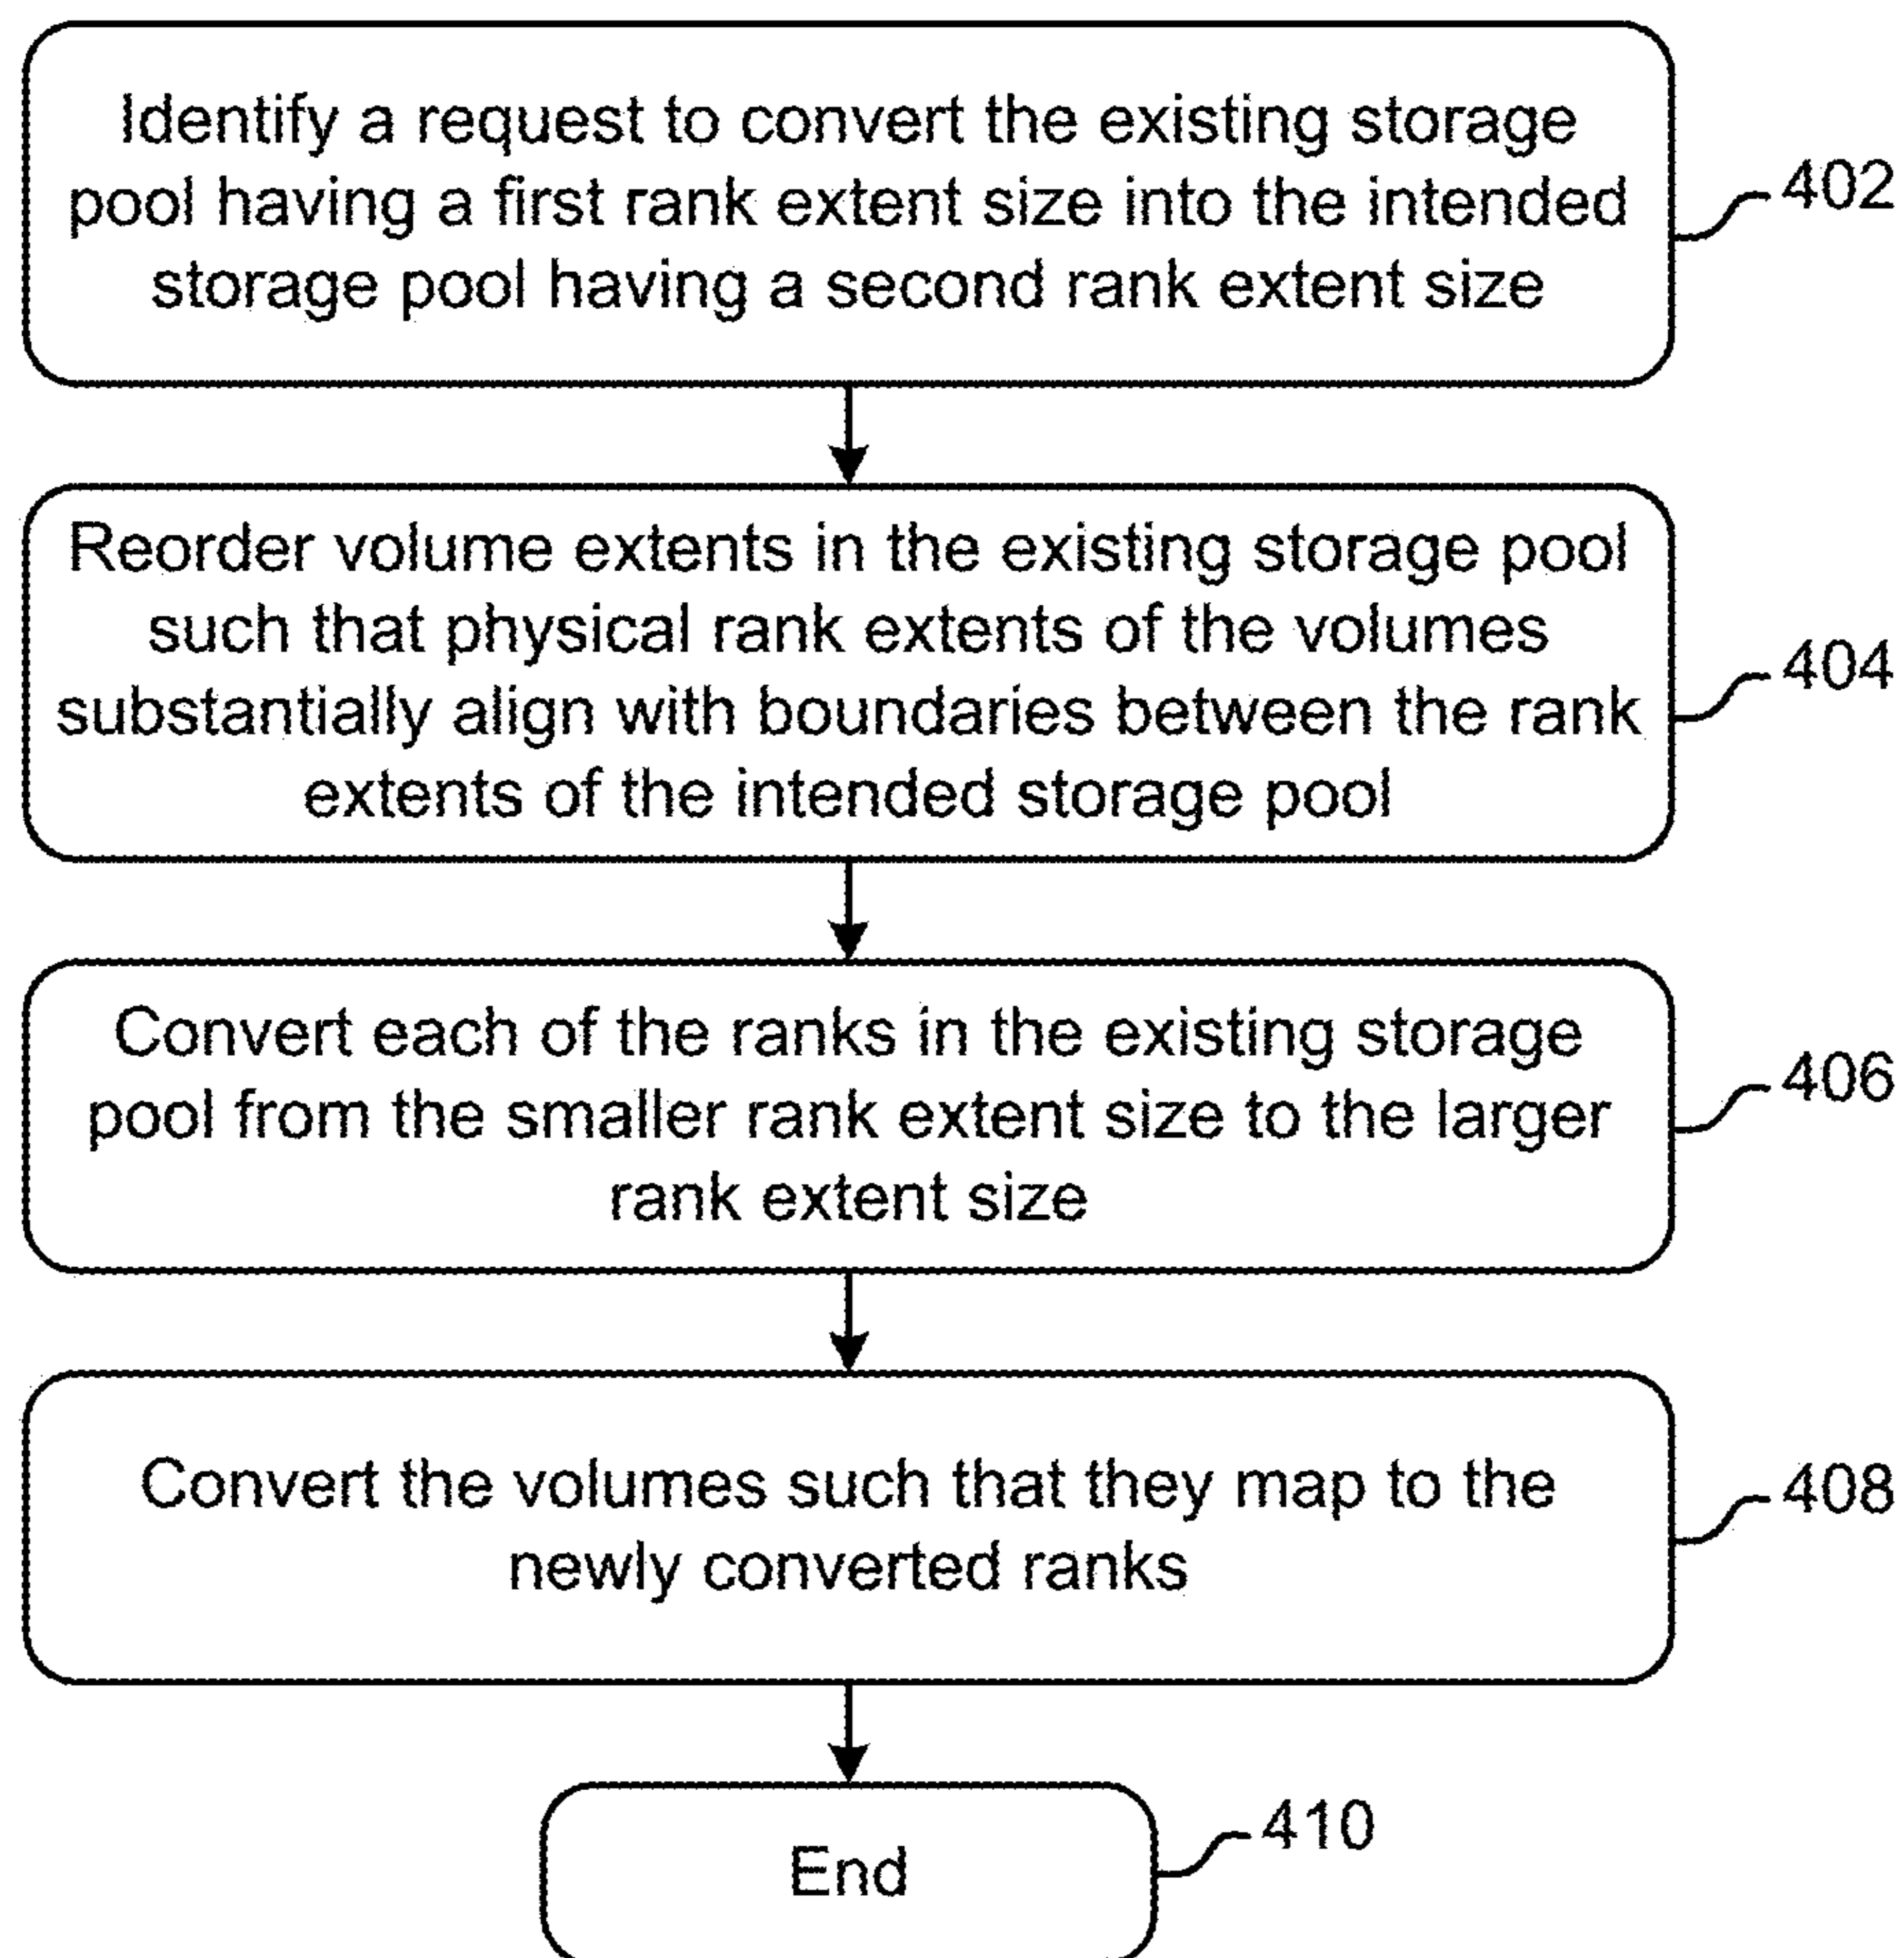 Identify a request to convert the existing storage
pool having a first rank extent size into the intended
storage pool having a second rank extent size
402
Reorder volume extents in the existing storage pool
such that physical rank extents of the volumes
substantially align with boundaries between the rank
extents of the intended storage pool
404
Convert each of the ranks in the existing storage
pool from the smaller rank extent size to the larger
rank extent size
406
Convert the volumes such that they map to the
newly converted ranks
408
End
410